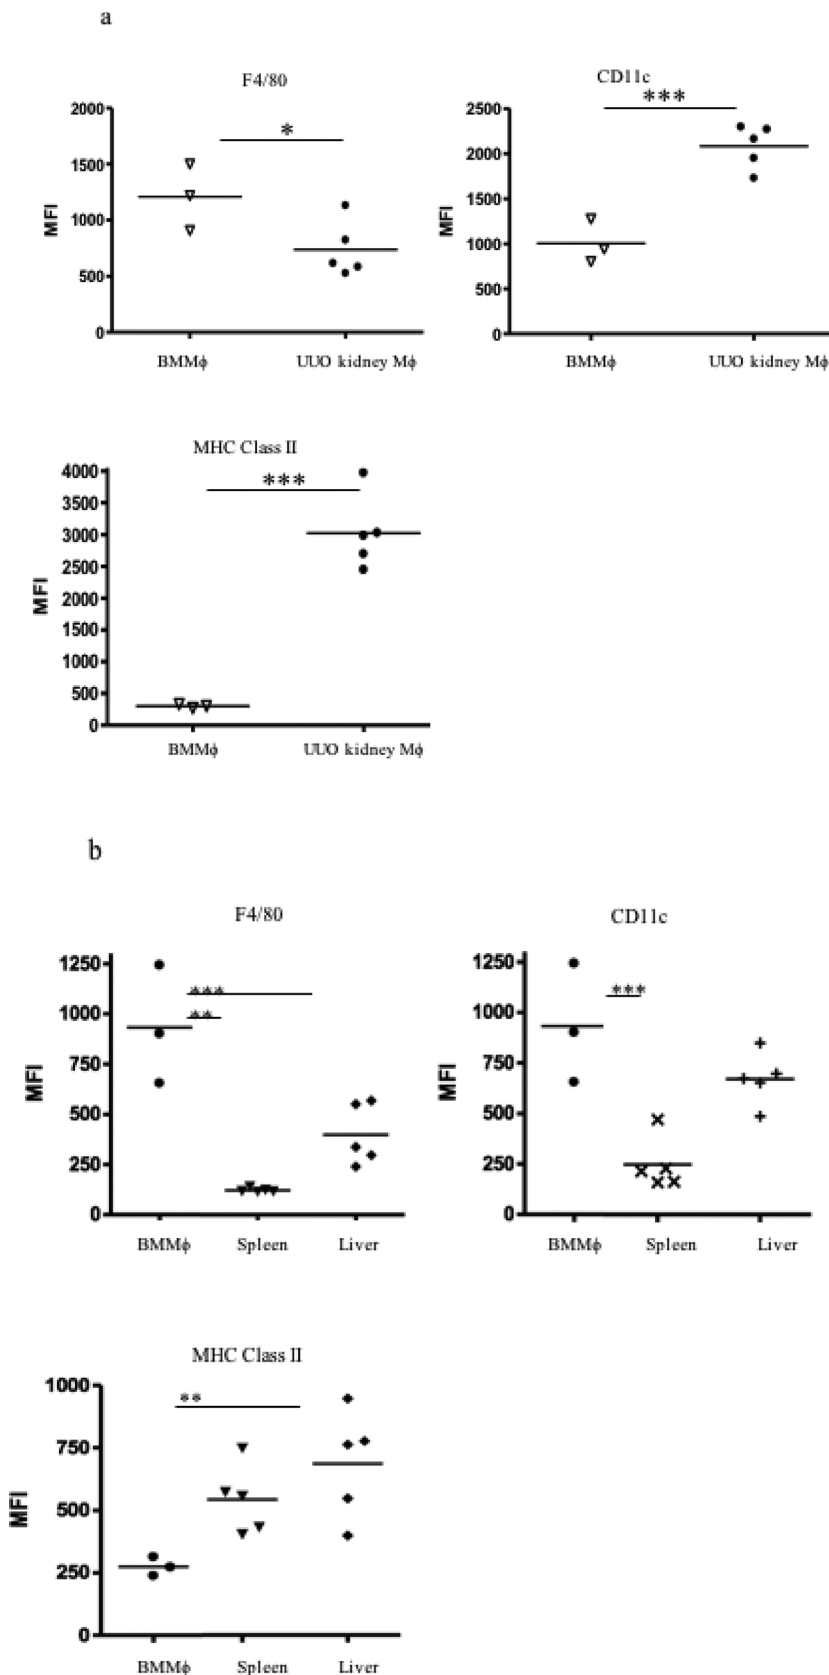 a
F4/80
CD11c
2000
1500
1000
500
0
MFI
*
BMMϕ
UUO kidney Mϕ
2500
2000
1500
1000
500
0
MFI
***
BMMϕ
UUO kidney Mϕ
MHC Class II
4000
3500
3000
2500
2000
1500
1000
500
0
MFI
***
BMMϕ
UUO kidney Mϕ
b
F4/80
CD11c
1250
1000
750
500
250
0
MFI
***
**
BMMϕ
Spleen
Liver
1250
1000
750
500
250
0
MFI
***
BMMϕ
Spleen
Liver
MHC Class II
1000
750
500
250
0
MFI
**
BMMϕ
Spleen
Liver